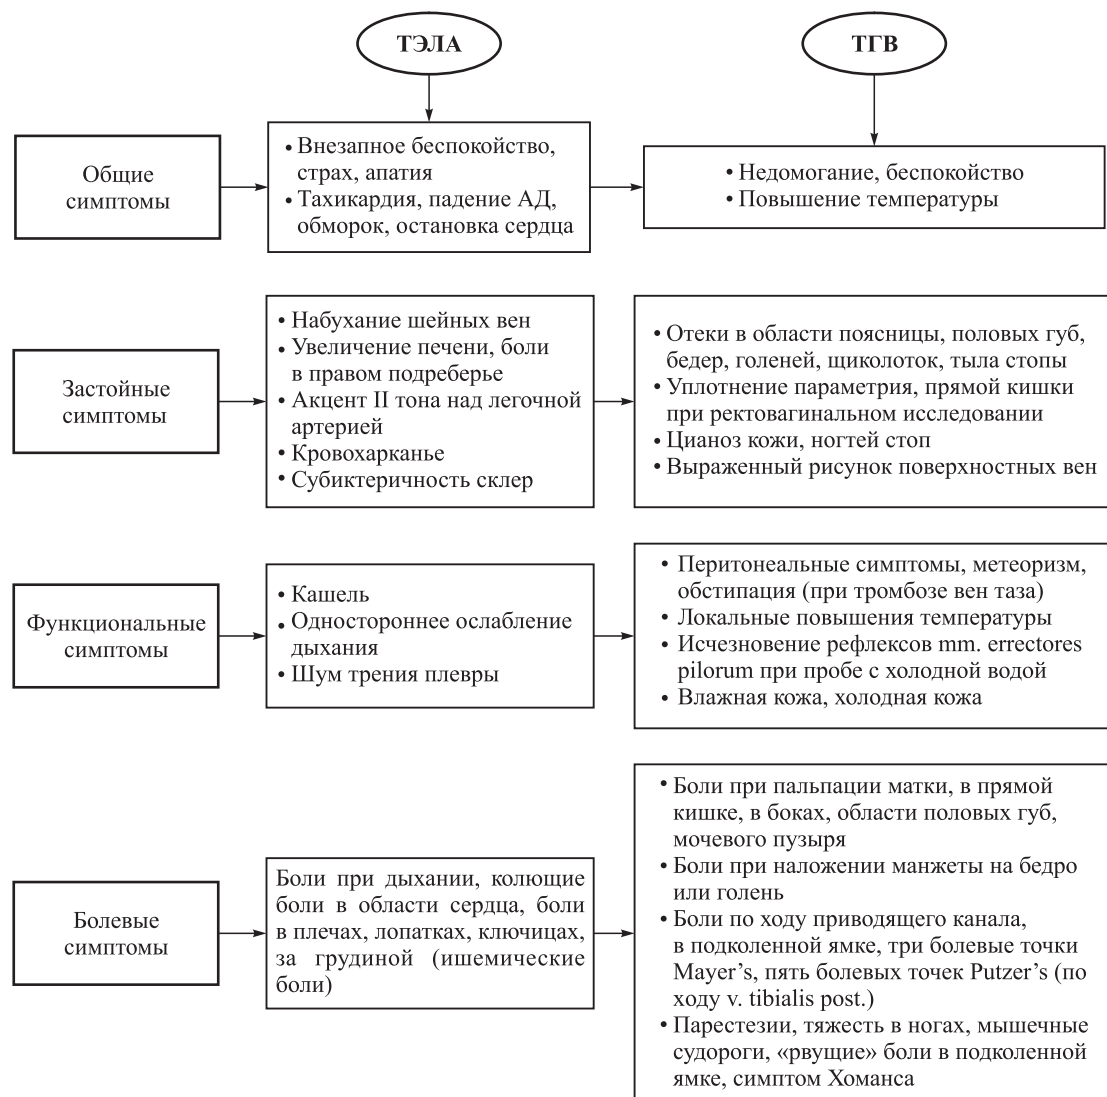 ТЭЛА
ТГВ
Общие
симптомы
• Внезапное беспокойство,
страх, апатия
• Тахикардия, падение АД,
обморок, остановка сердца
• Недомогание, беспокойство
• Повышение температуры
Застойные
симптомы
• Набухание шейных вен
• Увеличение печени, боли
в правом подреберье
• Акцент II тона над легочной
артерией
• Кровохарканье
• Субиктеричность склер
• Отеки в области поясницы, половых губ,
бедер, голеней, щиколоток, тыла стопы
• Уплотнение параметрия, прямой кишки
при ректовагинальном исследовании
• Цианоз кожи, ногтей стоп
• Выраженный рисунок поверхностных вен
Функциональные
симптомы
• Кашель
• Одностороннее ослабление
дыхания
• Шум трения плевры
• Перитонеальные симптомы, метеоризм,
обстипация (при тромбозе вен таза)
• Локальные повышения температуры
• Исчезновение рефлексов mm. errectores
pilorum при пробе с холодной водой
• Влажная кожа, холодная кожа
Болевые
симптомы
Боли при дыхании, колющие
боли в области сердца, боли
в плечах, лопатках, ключицах,
за грудиной (ишемические
боли)
• Боли при пальпации матки, в прямой
кишке, в боках, области половых губ,
мочевого пузыря
• Боли при наложении манжеты на бедро
или голень
• Боли по ходу приводящего канала,
в подколенной ямке, три болевые точки
Mayer’s, пять болевых точек Putzer’s (по
ходу v. tibialis post.)
• Парестезии, тяжесть в ногах, мышечные
судороги, «рвущие» боли в подколенной
ямке, симптом Хоманса